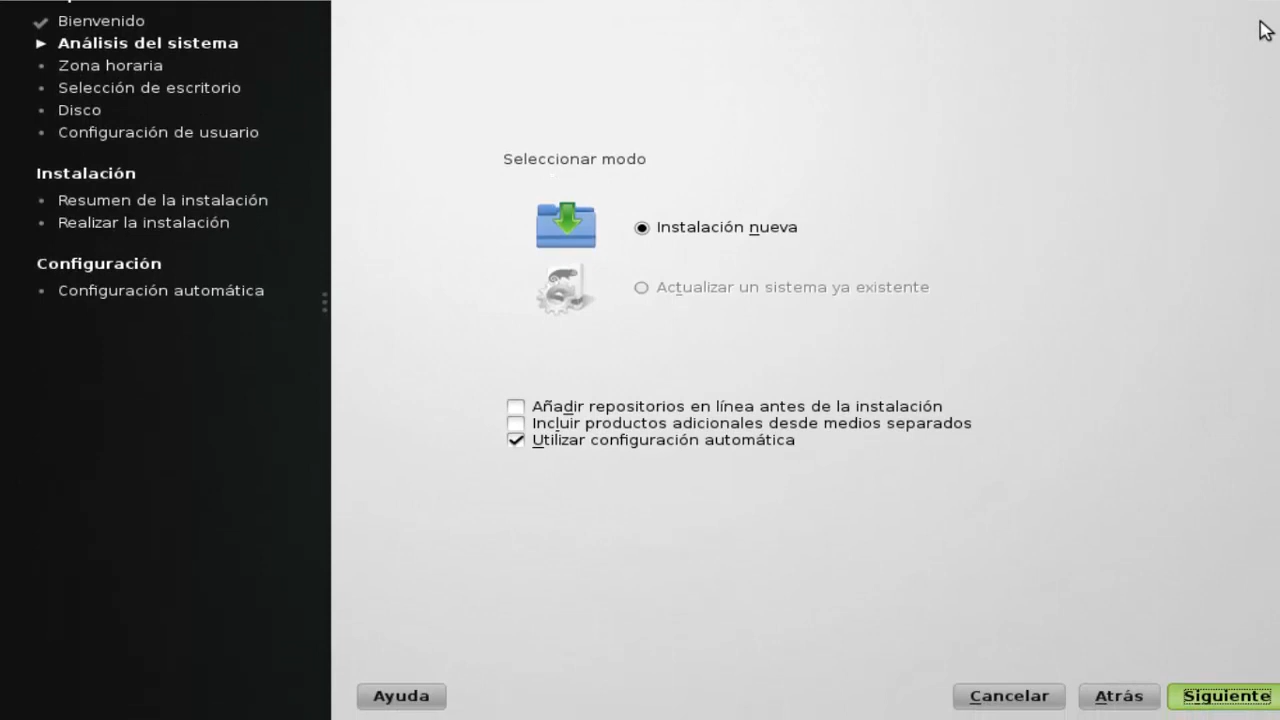 Bienvenido
Análisis del sistema
Zona horaria
Selección de escritorio
Disco
Configuración de usuario
Instalación
Resumen de la instalación
Realizar la instalación
Configuración
Configuración automática
Seleccionar modo
Instalación nueva
Actualizar un sistema ya existente
Añadir repositorios en línea antes de la instalación
Incluir productos adicionales desde medios separados
Utilizar configuración automática
Ayuda
Cancelar
Atrás
Siguiente